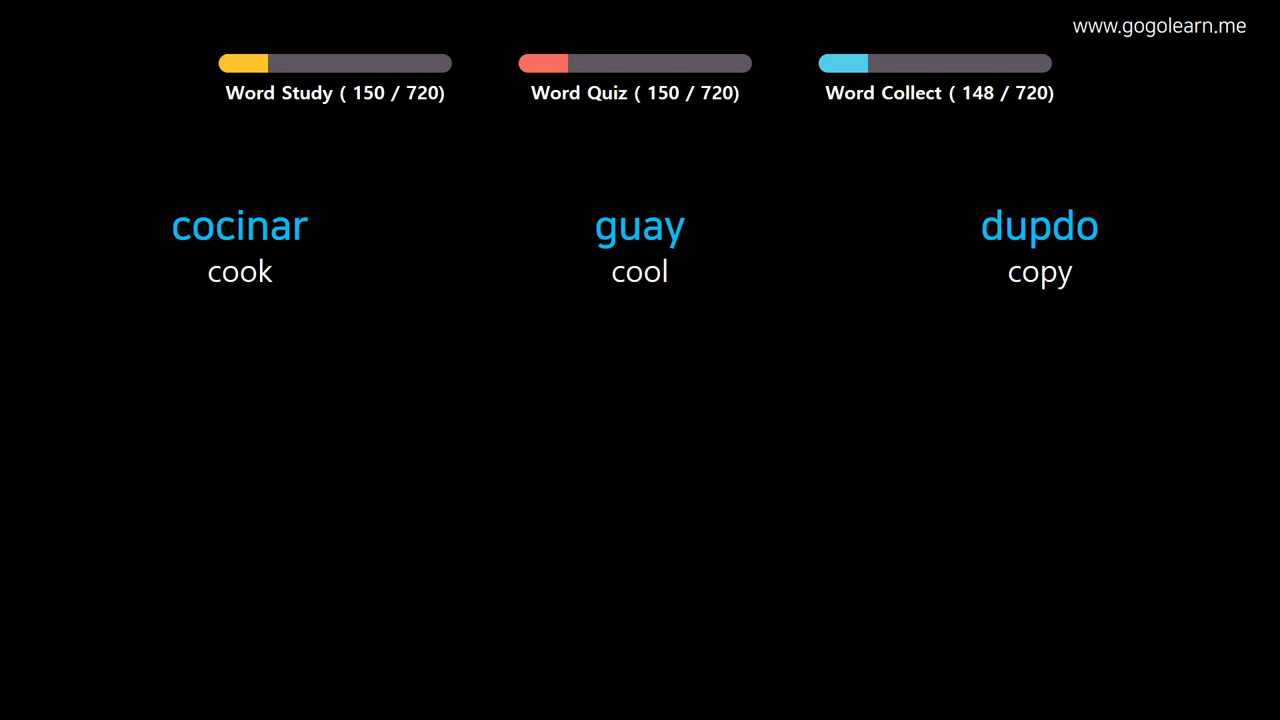 www.gogolearn.me
Word Study ( 150 / 720)
Word Quiz ( 150 / 720)
Word Collect ( 148 / 720)
cocinar
cook
guay
cool
dupdo
copy